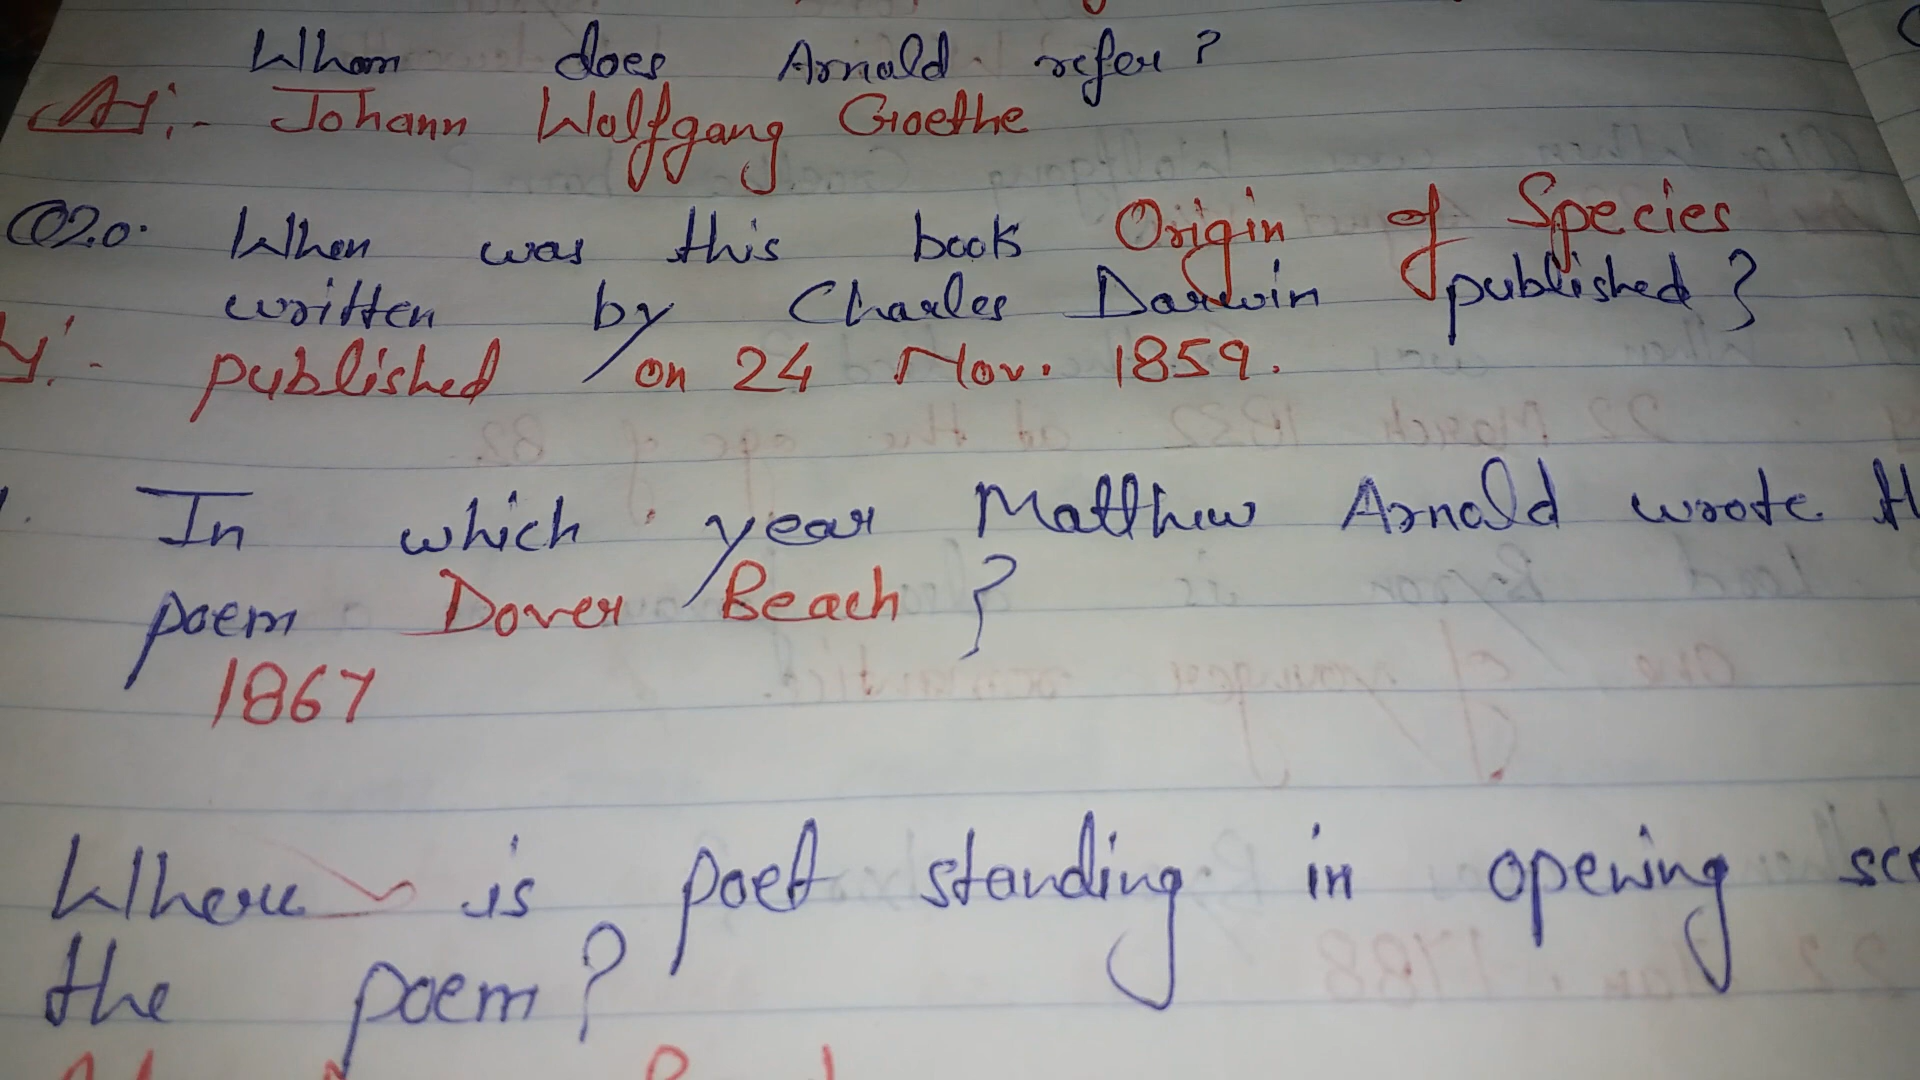 Whom does Arnold refer?
Johann Wolfgang Goethe
Q20. When was this book Origin of Species
written by Charles Darwin published?
published on 24 Nov. 1859.
In which year Matthew Arnold wrote
poem Dover Beach?
1867
Where is poet standing in opening
the poem?